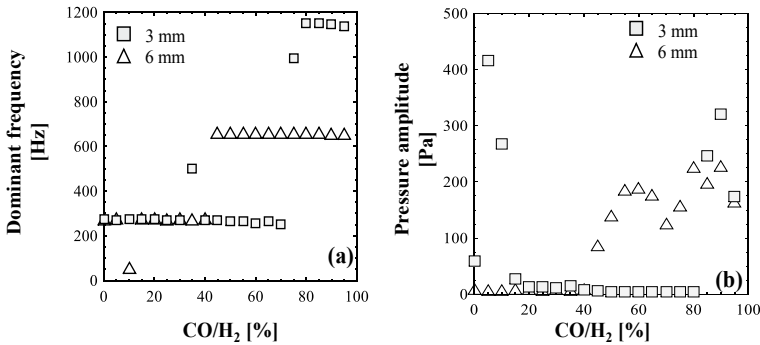 1200
1000
800
600
400
200
0
Dominant frequency
[Hz]
3 mm
6 mm
(a)
0
20
40
60
80
100
CO/H2 [%]
500
400
300
200
100
0
Pressure amplitude
[Pa]
3 mm
6 mm
(b)
0
20
40
60
80
100
CO/H2 [%]